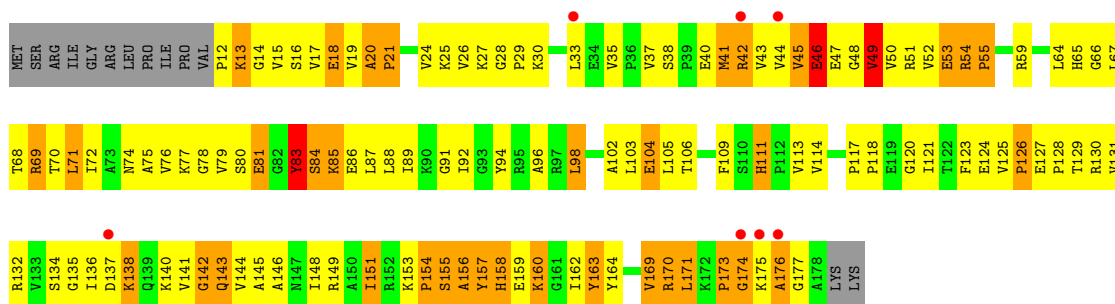 MET SER ARG ILE GLY ARG LEU PRO ILE PRO VAL P12 K13 G14 V15 S16 V17 E18 V19 A20 P21 V24 K25 V26 K27 G28 P29 K30 L33 E34 V35 P36 V37 S38 P39 E40 M41 R42 V43 V44 V45 E46 E47 G48 V49 V50 R51 V52 E53 R54 P55 R59 L64 H65 G66 L67
T68 R69 T70 L71 I72 A73 N74 A75 V76 K77 G78 V79 S80 E81 G82 Y83 S84 K85 E86 L87 L88 I89 K90 G91 I92 G93 Y94 R95 A96 R97 L98 A102 L103 E104 L105 T106 F109 S110 H111 P112 V113 V114 P117 P118 E119 G120 I121 T122 F123 E124 V125 P126 E127 P128 T129 R130 V131
R132 V133 S134 G135 I136 D137 K138 Q139 K140 V141 G142 Q143 V144 A145 A146 N147 I148 R149 A150 I151 R152 K153 P154 S155 A156 Y157 H158 E159 K160 G161 I162 Y163 Y164 V169 R170 L171 K172 P173 G174 K175 A176 G177 A178 LYS LYS